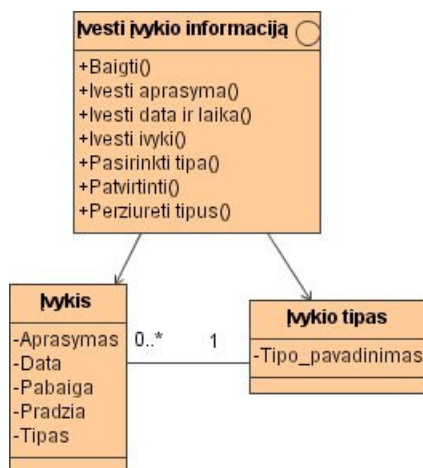 Įvesti įvykio informaciją
+Baigti()
+Ivesti aprasyma()
+Ivesti data ir laika()
+Ivesti ivyki()
+Pasirinkti tipa()
+Patvirtinti()
+Perziureti tipus()
Įvykis
-Aprasymas
-Data
-Pabaiga
-Pradzia
-Tipas
0..*
1
Įvykio tipas
-Tipo_pavadinimas